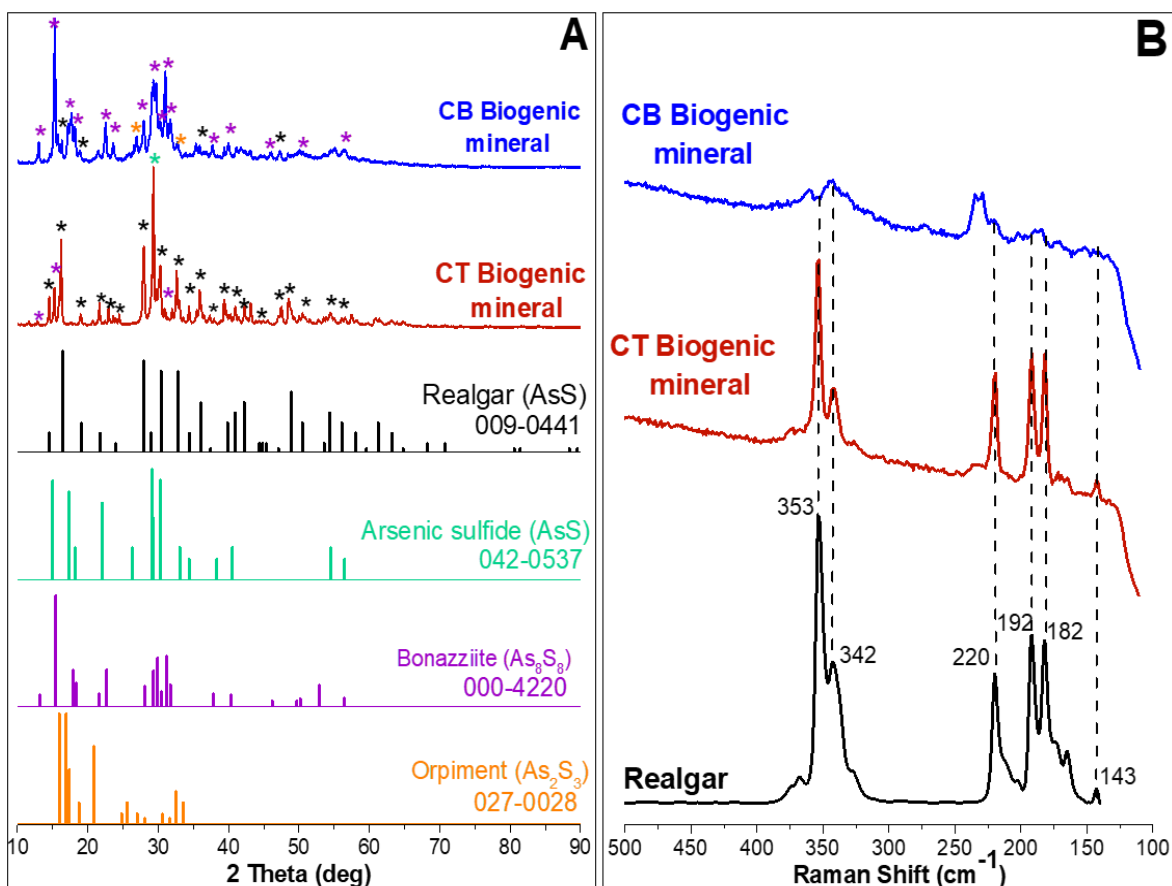 A
CB Biogenic
mineral
CT Biogenic
mineral
Realgar (AsS)
009-0441
Arsenic sulfide (AsS)
042-0537
Bonazziite (As₈S₈)
000-4220
Orpiment (As₂S₃)
027-0028
10 20 30 40 50 60 70 80 90
2 Theta (deg)
B
CB Biogenic
mineral
CT Biogenic
mineral
353
342
220
192
182
143
Realgar
500 450 400 350 300 250 200 150 100
Raman Shift (cm⁻¹)